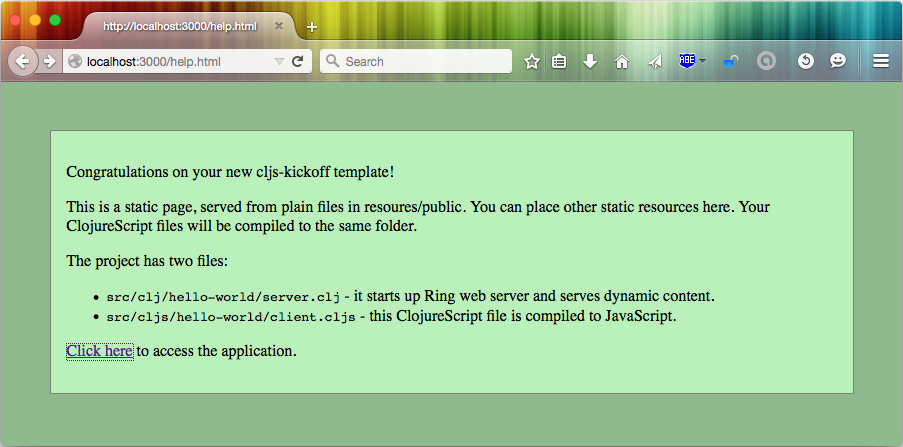 http://localhost:3000/help.html
localhost:3000/help.html
Search
ABE
Congratulations on your new cljs-kickoff template!
This is a static page, served from plain files in resoures/public. You can place other static resources here. Your
ClojureScript files will be compiled to the same folder.
The project has two files:
• src/clj/hello-world/server.clj - it starts up Ring web server and serves dynamic content.
• src/cljs/hello-world/client.cljs - this ClojureScript file is compiled to JavaScript.
Click here to access the application.